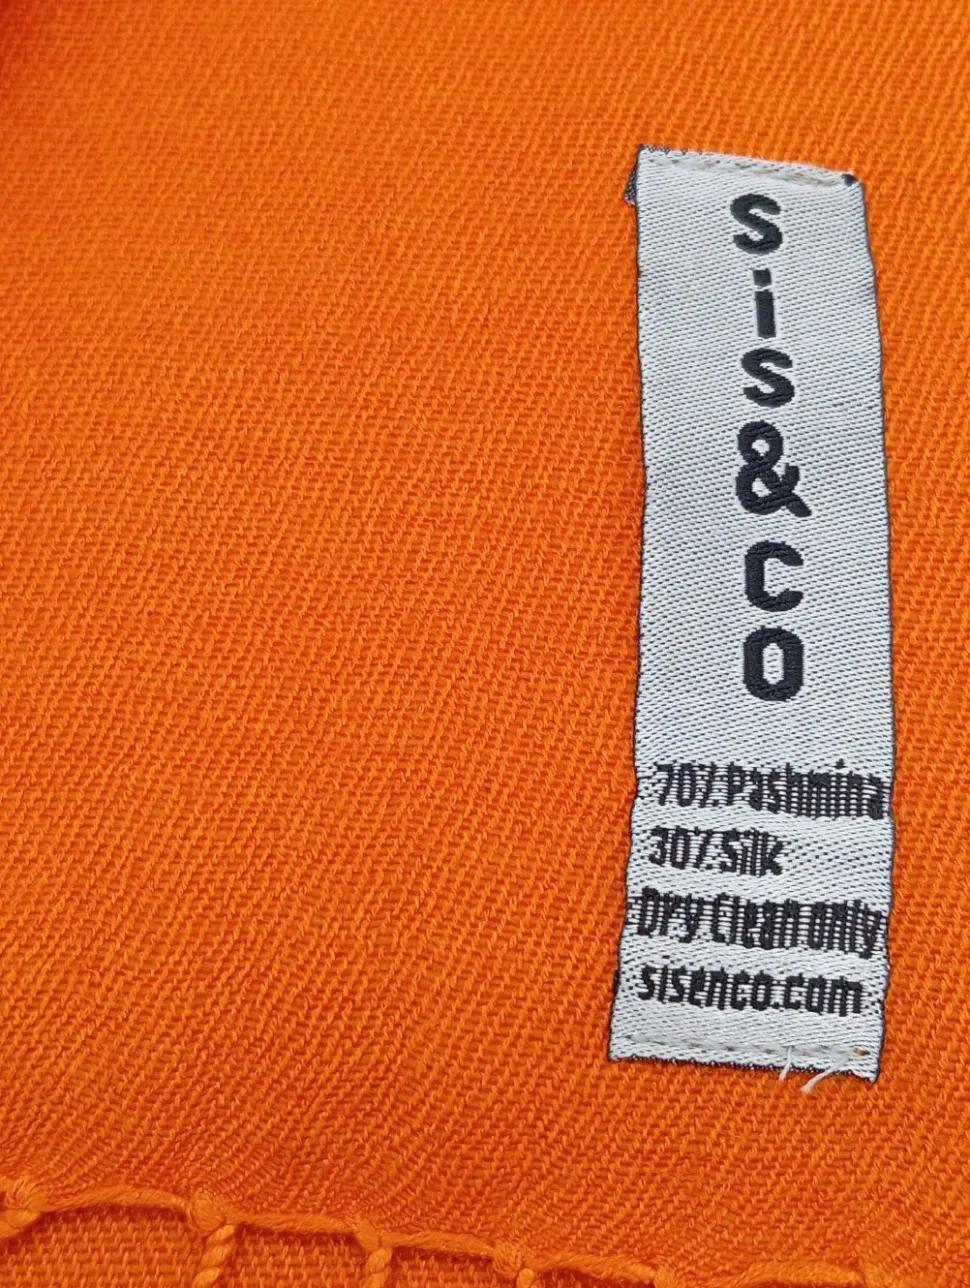 sis&co
70% Pashmina
30% Silk
Dry Clean only
sisenco.com